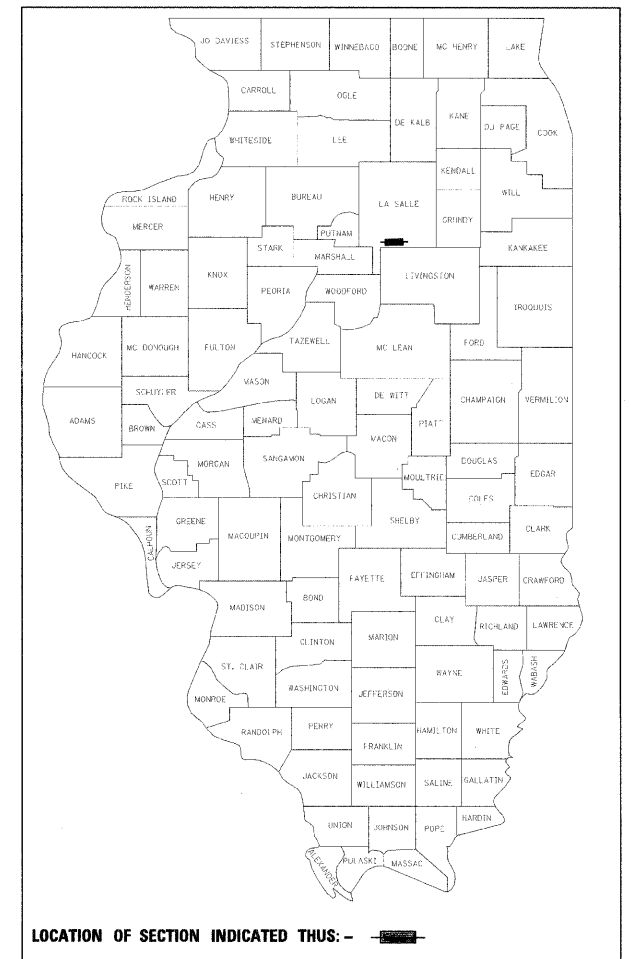 JO DAVIESS STEPHENSON WINNEBAGO BOONE MC HENRY LAKE
CARROLL OGLE DE KALB KANE DU PAGE COOK
WHITESIDE LEE
KENDALL
ROCK ISLAND HENRY BUREAU LA SALLE WILL
MERCER PUTNAM GRUNDY
STARK MARSHALL KANKAKEE
HENDERSON WARREN KNOX PEORIA WOODFORD LIVINGSTON IROQUOIS
HANCOCK MC DONOUGH FULTON TAZEWELL MC LEAN FORD
SCHUYLER MASON LOGAN DE WITT CHAMPAIGN VERMILION
ADAMS BROWN CASS MENARD MACON PIATT
PIKE SCOTT MORGAN SANGAMON CHRISTIAN MOULTRIE DOUGLAS EDGAR
COLES
CALHOUN GREENE MACOUPIN MONTGOMERY SHELBY CUMBERLAND CLARK
JERSEY FAYETTE EFFINGHAM JASPER CRAWFORD
MADISON BOND
CLINTON MARION CLAY RICHLAND LAWRENCE
ST. CLAIR WAYNE EDWARDS WABASH
MONROE WASHINGTON JEFFERSON
RANDOLPH PERRY HAMILTON WHITE
FRANKLIN
JACKSON WILLIAMSON SALINE GALLATIN
UNION JOHNSON POPE HARDIN
ALEXANDER PULASKI MASSAC
LOCATION OF SECTION INDICATED THUS: –